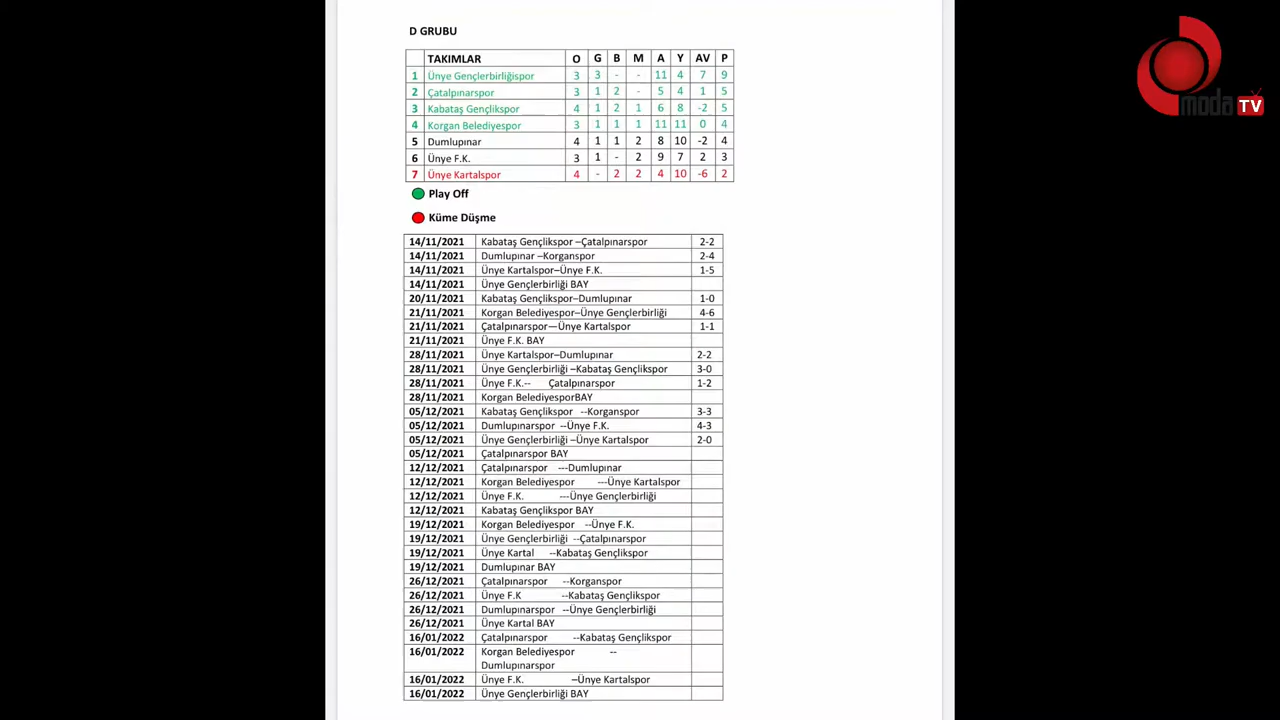 D GRUBU
TAKIMLAR O G B M A Y AV P
1 Ünye Gençlerbirliğispor 3 3 - - 11 4 7 9
2 Çatalpınarspor 3 1 2 - 5 4 1 5
3 Kabataş Gençlikspor 4 1 2 1 6 8 -2 5
4 Korgan Belediyespor 3 1 1 1 11 11 0 4
5 Dumlupınar 4 1 1 2 8 10 -2 4
6 Ünye F.K. 3 1 - 2 9 7 2 3
7 Ünye Kartalspor 4 - 2 2 4 10 -6 2
Play Off
Küme Düşme
14/11/2021 Kabataş Gençlikspor –Çatalpınarspor 2-2
14/11/2021 Dumlupınar –Korganspor 2-4
14/11/2021 Ünye Kartalspor–Ünye F.K. 1-5
14/11/2021 Ünye Gençlerbirliği BAY
20/11/2021 Kabataş Gençlikspor–Dumlupınar 1-0
21/11/2021 Korgan Belediyespor–Ünye Gençlerbirliği 4-6
21/11/2021 Çatalpınarspor—Ünye Kartalspor 1-1
21/11/2021 Ünye F.K. BAY
28/11/2021 Ünye Kartalspor–Dumlupınar 2-2
28/11/2021 Ünye Gençlerbirliği –Kabataş Gençlikspor 3-0
28/11/2021 Ünye F.K.-- Çatalpınarspor 1-2
28/11/2021 Korgan BelediyesporBAY
05/12/2021 Kabataş Gençlikspor --Korganspor 3-3
05/12/2021 Dumlupınarspor --Ünye F.K. 4-3
05/12/2021 Ünye Gençlerbirliği –Ünye Kartalspor 2-0
05/12/2021 Çatalpınarspor BAY
12/12/2021 Çatalpınarspor ---Dumlupınar
12/12/2021 Korgan Belediyespor ---Ünye Kartalspor
12/12/2021 Ünye F.K. ---Ünye Gençlerbirliği
12/12/2021 Kabataş Gençlikspor BAY
19/12/2021 Korgan Belediyespor --Ünye F.K.
19/12/2021 Ünye Gençlerbirliği --Çatalpınarspor
19/12/2021 Ünye Kartal --Kabataş Gençlikspor
19/12/2021 Dumlupınar BAY
26/12/2021 Çatalpınarspor --Korganspor
26/12/2021 Ünye F.K --Kabataş Gençlikspor
26/12/2021 Dumlupınarspor --Ünye Gençlerbirliği
26/12/2021 Ünye Kartal BAY
16/01/2022 Çatalpınarspor --Kabataş Gençlikspor
16/01/2022 Korgan Belediyespor --
Dumlupınarspor
16/01/2022 Ünye F.K. –Ünye Kartalspor
16/01/2022 Ünye Gençlerbirliği BAY
moda TV